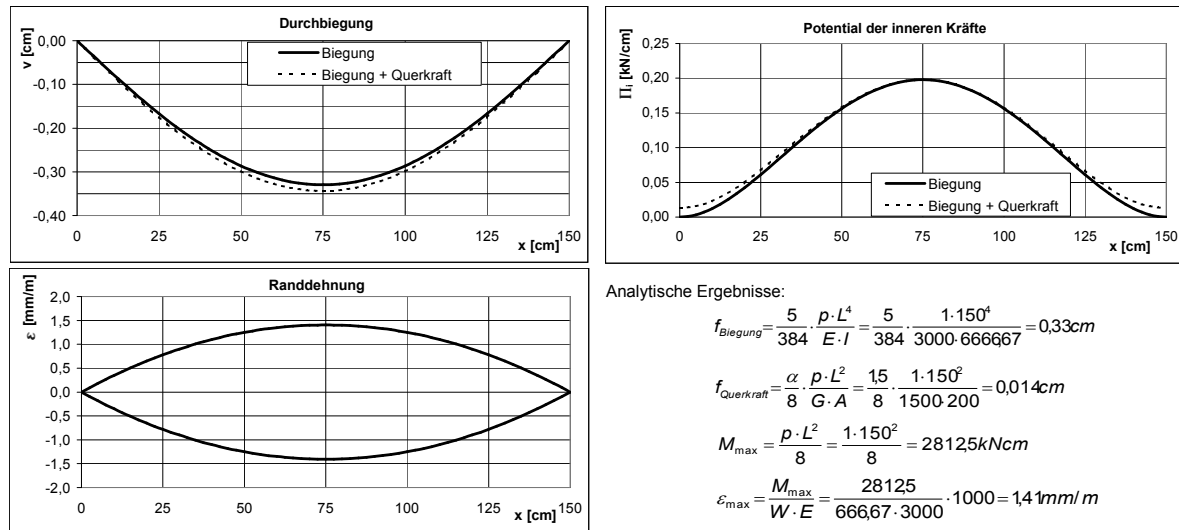 Durchbiegung
v [cm]
0,00
-0,10
-0,20
-0,30
-0,40
Biegung
Biegung + Querkraft
0 25 50 75 100 125 150
x [cm]
Potential der inneren Kräfte
Πi [kN/cm]
0,25
0,20
0,15
0,10
0,05
0,00
Biegung
Biegung + Querkraft
0 25 50 75 100 125 150
x [cm]
Randdehnung
ε [mm/m]
2,0
1,5
1,0
0,5
0,0
-0,5
-1,0
-1,5
-2,0
0 25 50 75 100 125 150
x [cm]
Analytische Ergebnisse:
f_Biegung = 5/384 · p·L⁴/E·I = 5/384 · 1·150⁴/3000·6666,67 = 0,33cm
f_Querkraft = α/8 · p·L²/G·A = 1,5/8 · 1·150²/1500·200 = 0,014cm
M_max = p·L²/8 = 1·150²/8 = 2812,5kNcm
ε_max = M_max/W·E = 2812,5/666,67·3000 · 1000 = 1,41mm/m